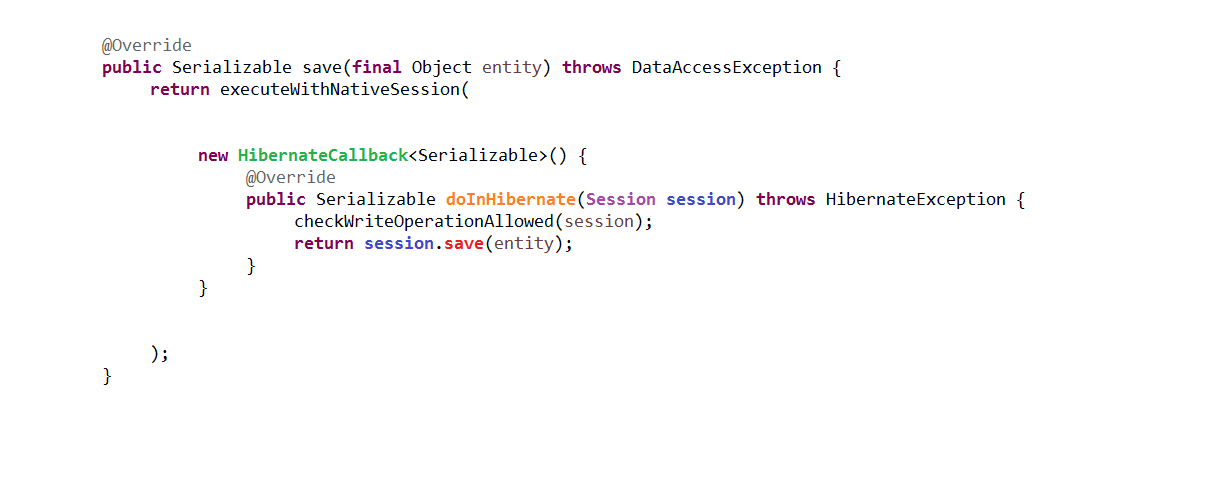 @Override
public Serializable save(final Object entity) throws DataAccessException {
return executeWithNativeSession(
new HibernateCallback<Serializable>() {
@Override
public Serializable doInHibernate(Session session) throws HibernateException {
checkWriteOperationAllowed(session);
return session.save(entity);
}
}
);
}